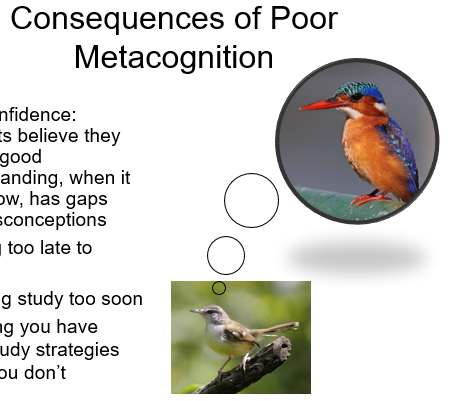 Consequences of Poor
Metacognition
nfidence:
ts believe they
good
anding, when it
ow, has gaps
sconceptions
g too late to
g study too soon
ng you have
udy strategies
ou don't